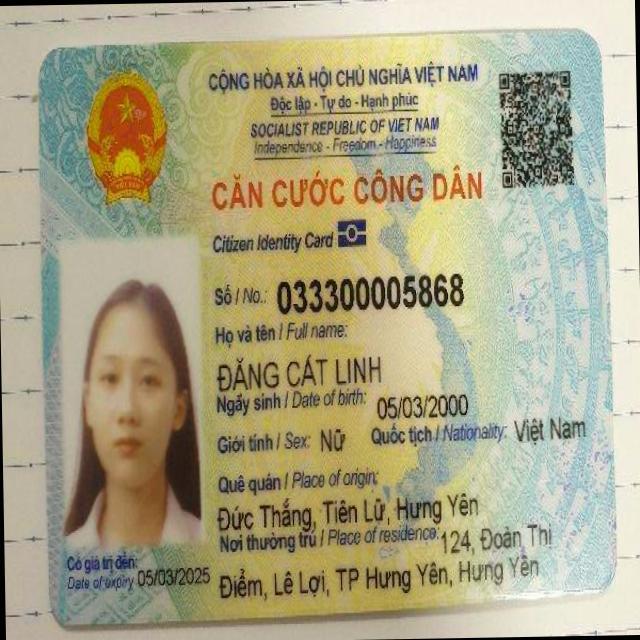 CỘNG HÒA XÃ HỘI CHỦ NGHĨA VIỆT NAM
Độc lập - Tự do - Hạnh phúc
SOCIALIST REPUBLIC OF VIET NAM
Independence - Freedom - Happiness
CĂN CƯỚC CÔNG DÂN
Citizen Identity Card
Số / No.: 033300005868
Họ và tên / Full name:
ĐẶNG CÁT LINH
Ngày sinh / Date of birth: 05/03/2000
Giới tính / Sex: Nữ Quốc tịch / Nationality: Việt Nam
Quê quán / Place of origin:
Đức Thắng, Tiên Lữ, Hưng Yên
Nơi thường trú / Place of residence: 124, Đoàn Thị
Điểm, Lê Lợi, TP Hưng Yên, Hưng Yên
Có giá trị đến:
Date of expiry 05/03/2025